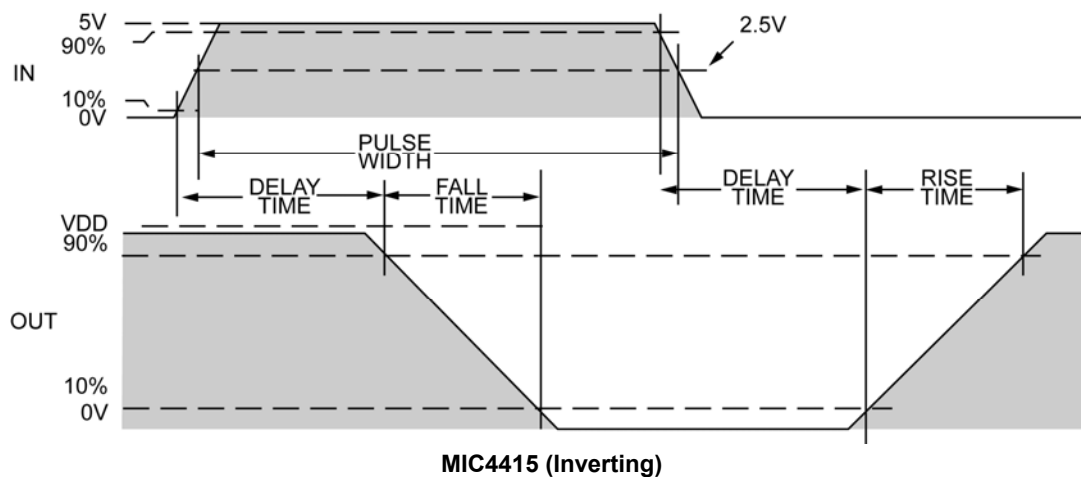 5V
90%
2.5V
IN
10%
0V
PULSE
WIDTH
DELAY
TIME
FALL
TIME
DELAY
TIME
RISE
TIME
VDD
90%
OUT
10%
0V
MIC4415 (Inverting)